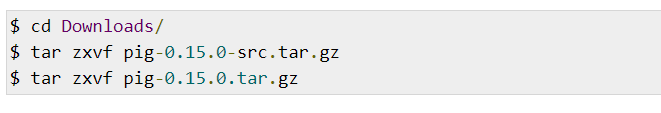 $ cd Downloads/
$ tar zxvf pig-0.15.0-src.tar.gz
$ tar zxvf pig-0.15.0.tar.gz